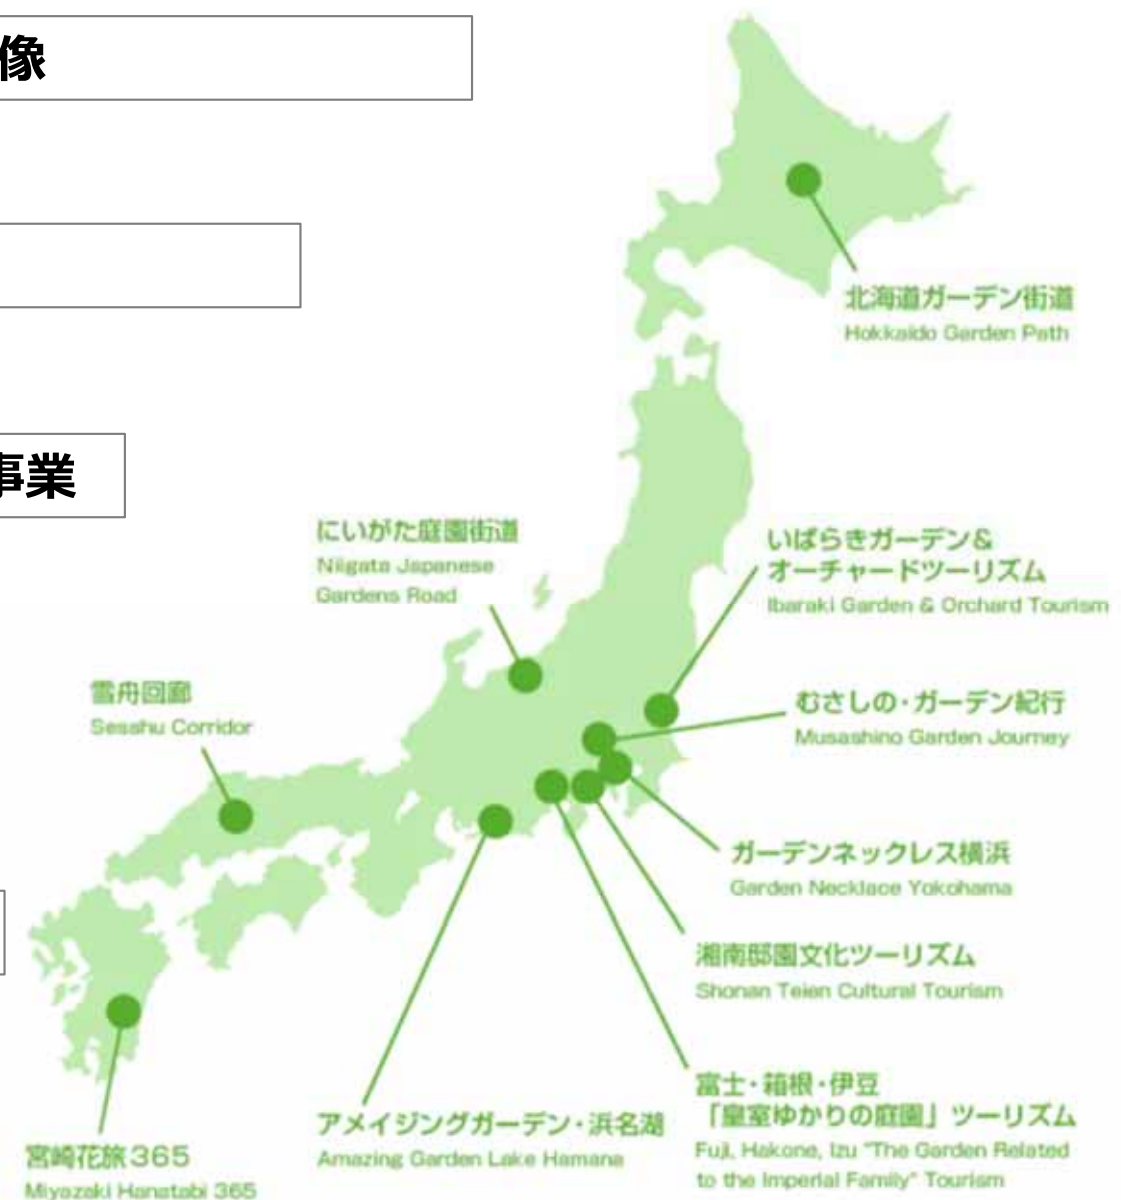 像
事業
北海道ガーデン街道
Hokkaido Garden Path
にいがた庭園街道
Niigata Japanese
Gardens Road
いばらきガーデン＆
オーチャードツーリズム
Ibaraki Garden & Orchard Tourism
雪舟回廊
Sesshu Corridor
むさしの・ガーデン紀行
Musashino Garden Journey
ガーデンネックレス横浜
Garden Necklace Yokohama
湘南邸園文化ツーリズム
Shonan Teien Cultural Tourism
富士・箱根・伊豆
「皇室ゆかりの庭園」ツーリズム
Fuji, Hakone, Izu "The Garden Related
to the Imperial Family" Tourism
アメイジングガーデン・浜名湖
Amazing Garden Lake Hamana
宮崎花旅365
Miyazaki Hanatabi 365